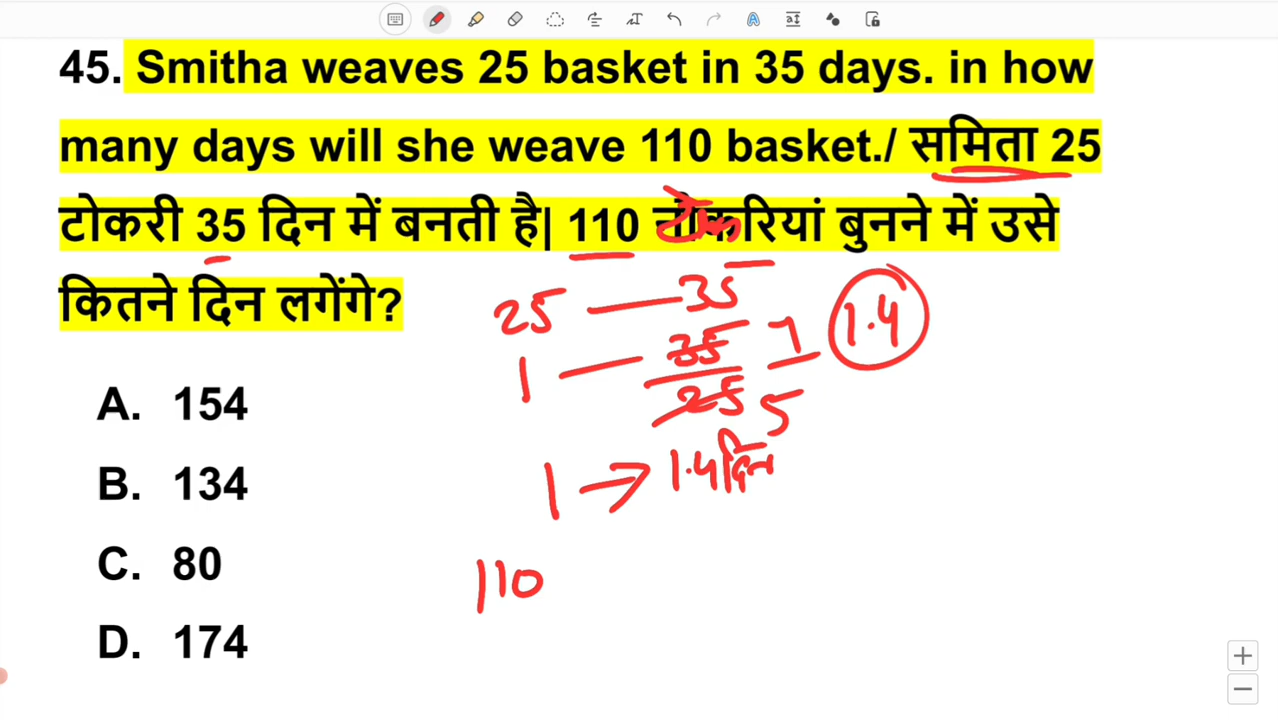 45. Smitha weaves 25 basket in 35 days. in how
many days will she weave 110 basket./ समिता 25
टोकरी 35 दिन में बनती है| 110 नौकरियां बुनने में उसे
कितने दिन लगेंगे?
25 — 35
1 — 35/25 7/5 1.4
1 → 1.4 दिन
110
A. 154
B. 134
C. 80
D. 174